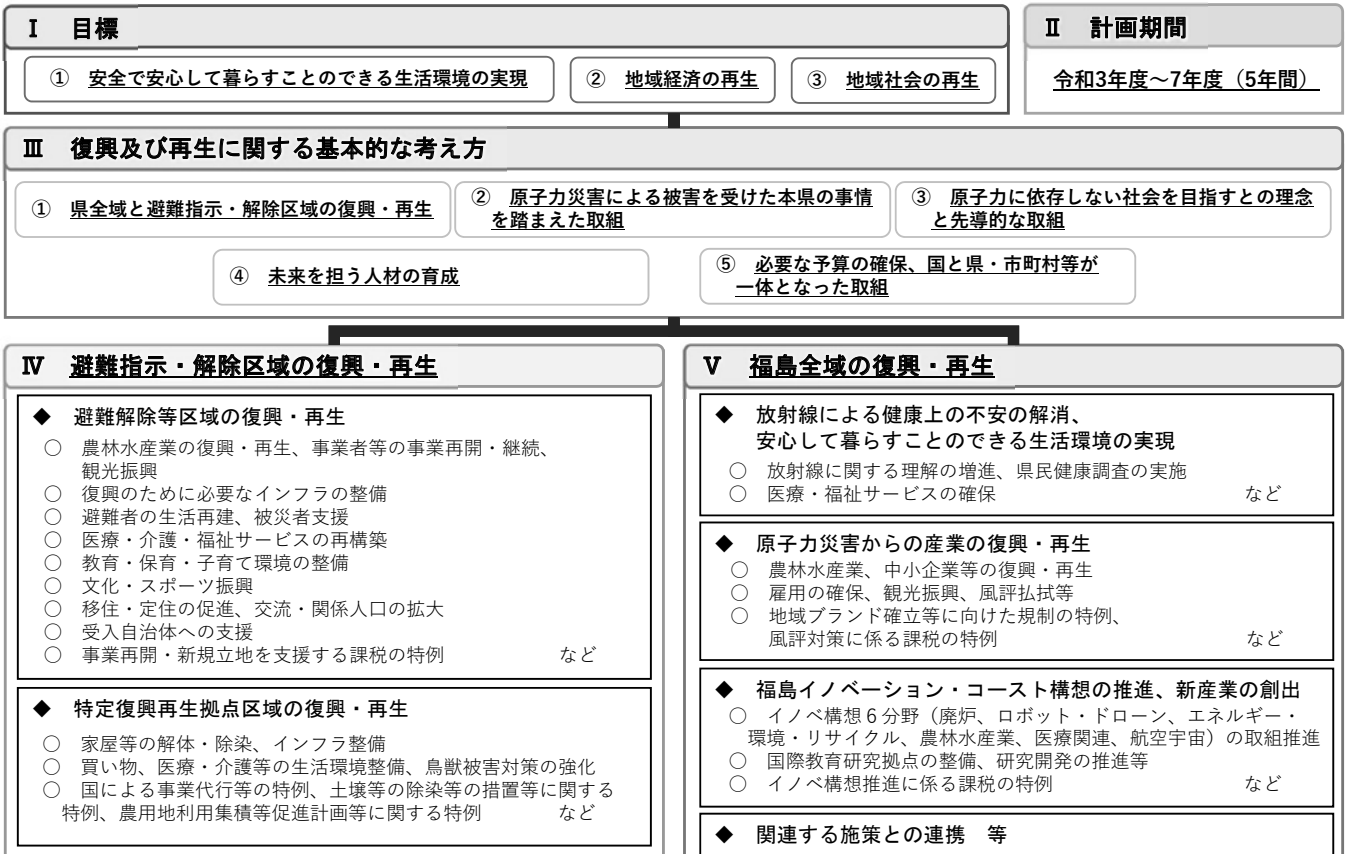 Ⅰ 目標
① 安全で安心して暮らすことのできる生活環境の実現
② 地域経済の再生
③ 地域社会の再生
Ⅱ 計画期間
令和3年度～7年度（5年間）
Ⅲ 復興及び再生に関する基本的な考え方
① 県全域と避難指示・解除区域の復興・再生
② 原子力災害による被害を受けた本県の事情
を踏まえた取組
③ 原子力に依存しない社会を目指すとの理念
と先導的な取組
④ 未来を担う人材の育成
⑤ 必要な予算の確保、国と県・市町村等が
一体となった取組
Ⅳ 避難指示・解除区域の復興・再生
◆ 避難解除等区域の復興・再生
○ 農林水産業の復興・再生、事業者等の事業再開・継続、
観光振興
○ 復興のために必要なインフラの整備
○ 避難者の生活再建、被災者支援
○ 医療・介護・福祉サービスの再構築
○ 教育・保育・子育て環境の整備
○ 文化・スポーツ振興
○ 移住・定住の促進、交流・関係人口の拡大
○ 受入自治体への支援
○ 事業再開・新規立地を支援する課税の特例 など
◆ 特定復興再生拠点区域の復興・再生
○ 家屋等の解体・除染、インフラ整備
○ 買い物、医療・介護等の生活環境整備、鳥獣被害対策の強化
○ 国による事業代行等の特例、土壌等の除染等の措置等に関する
特例、農用地利用集積等促進計画等に関する特例 など
Ⅴ 福島全域の復興・再生
◆ 放射線による健康上の不安の解消、
安心して暮らすことのできる生活環境の実現
○ 放射線に関する理解の増進、県民健康調査の実施
○ 医療・福祉サービスの確保 など
◆ 原子力災害からの産業の復興・再生
○ 農林水産業、中小企業等の復興・再生
○ 雇用の確保、観光振興、風評払拭等
○ 地域ブランド確立等に向けた規制の特例、
風評対策に係る課税の特例 など
◆ 福島イノベーション・コースト構想の推進、新産業の創出
○ イノベ構想６分野（廃炉、ロボット・ドローン、エネルギー・
環境・リサイクル、農林水産業、医療関連、航空宇宙）の取組推進
○ 国際教育研究拠点の整備、研究開発の推進等
○ イノベ構想推進に係る課税の特例 など
◆ 関連する施策との連携 等